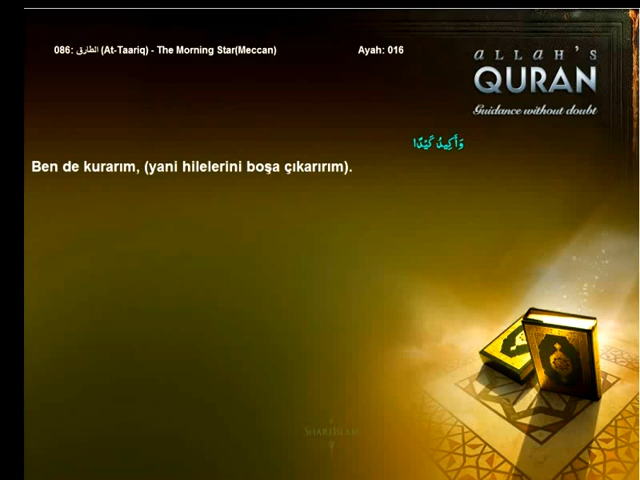 086: الطارق (At-Taariq) - The Morning Star(Meccan) Ayah: 016
ALLAH'S
QURAN
Guidance without doubt
وَأَكِيدُ كَيْدًا
Ben de kurarım, (yani hilelerini boşa çıkarırım).
SHAREISLAM